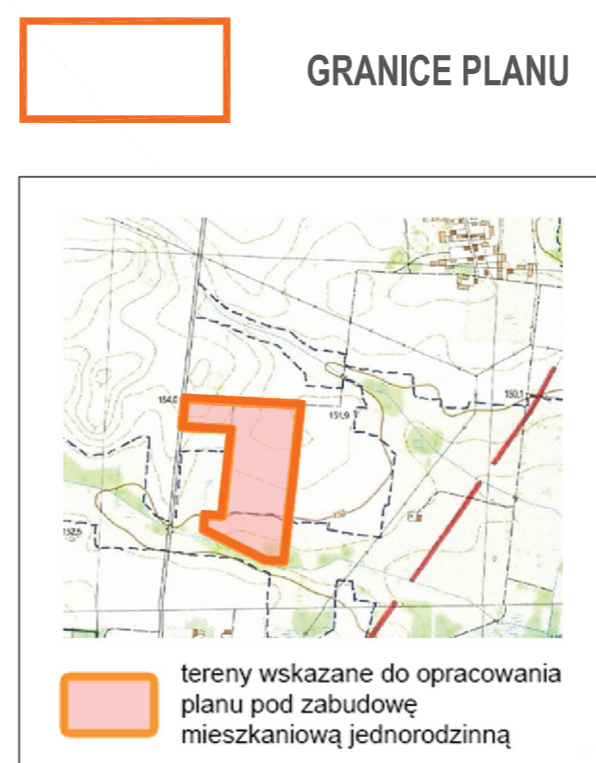 GRANICE PLANU
154,0
151,9
150,1
150
152,5
tereny wskazane do opracowania
planu pod zabudowę
mieszkaniową jednorodzinną